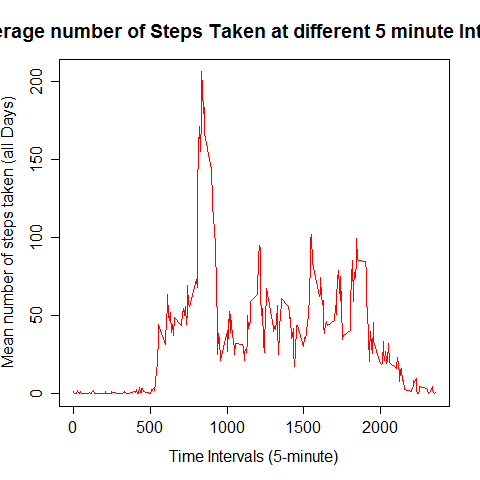 erage number of Steps Taken at different 5 minute Int
Mean number of steps taken (all Days)
200
150
100
50
0
0 500 1000 1500 2000
Time Intervals (5-minute)